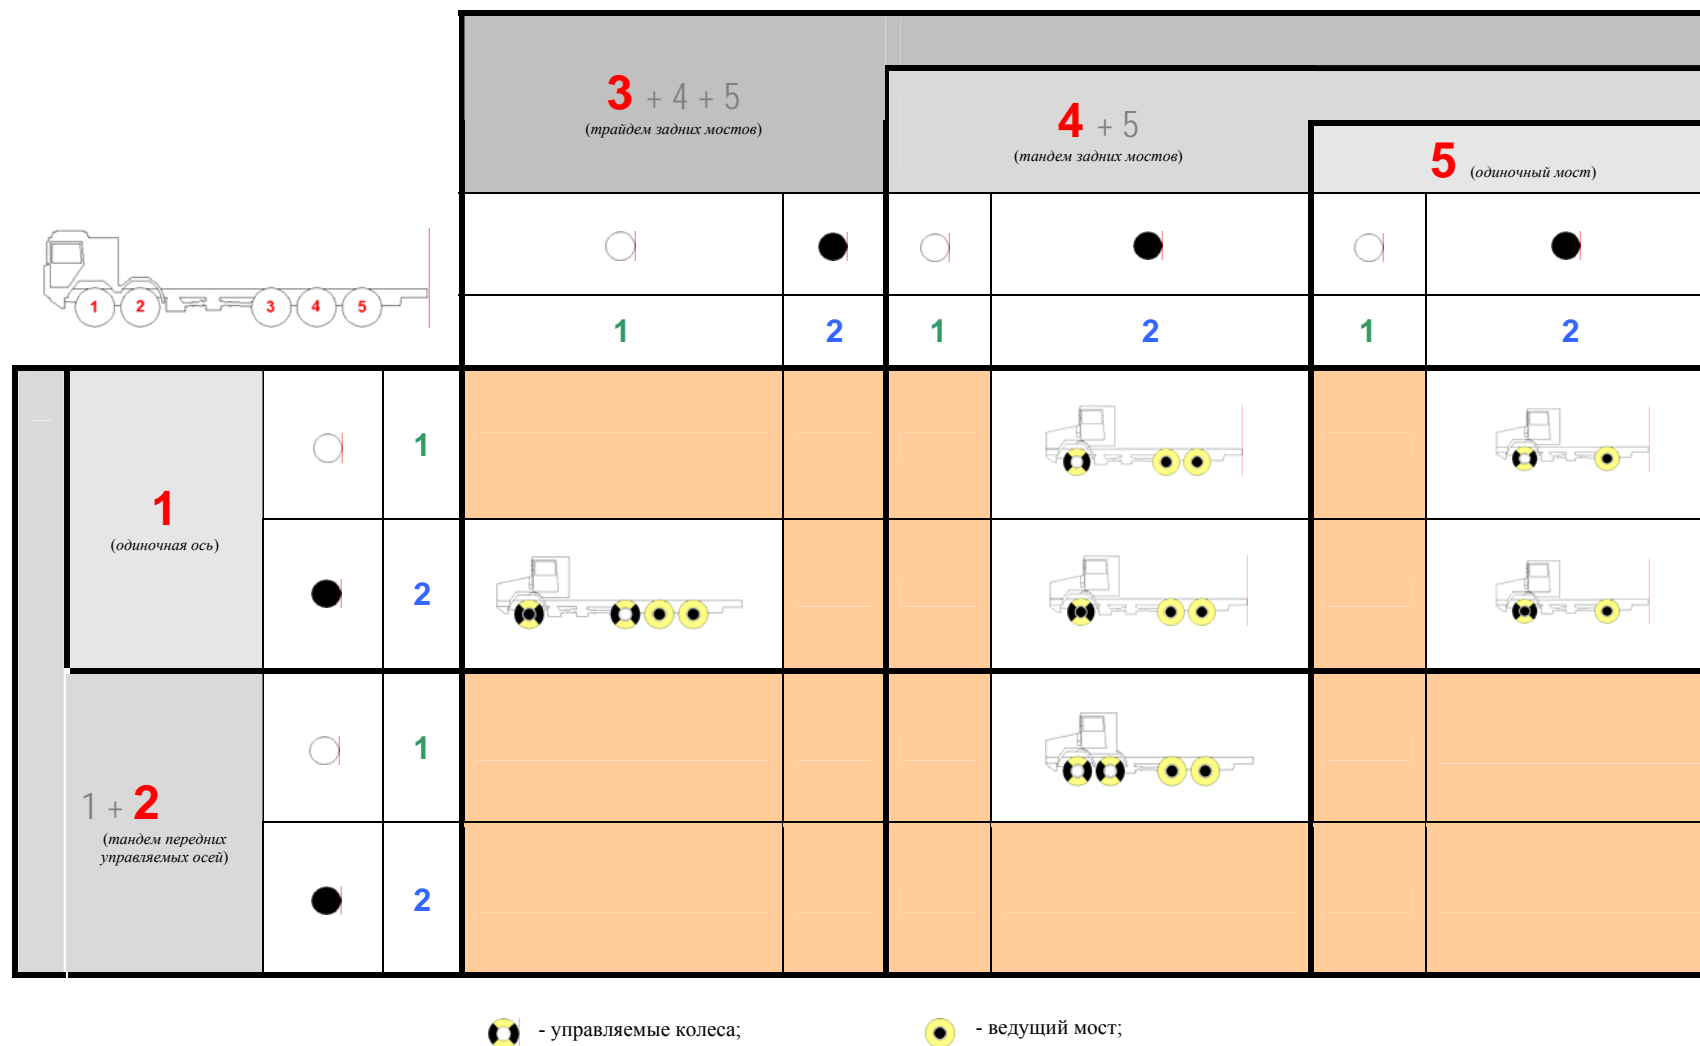 3 + 4 + 5
(трайдем задних мостов)
4 + 5
(тандем задних мостов)
5 (одиночный мост)
1 2 3 4 5
1 2 1 2 1 2
1
(одиночная ось)
1
2
1 + 2
(тандем передних
управляемых осей)
1
2
- управляемые колеса;
- ведущий мост;